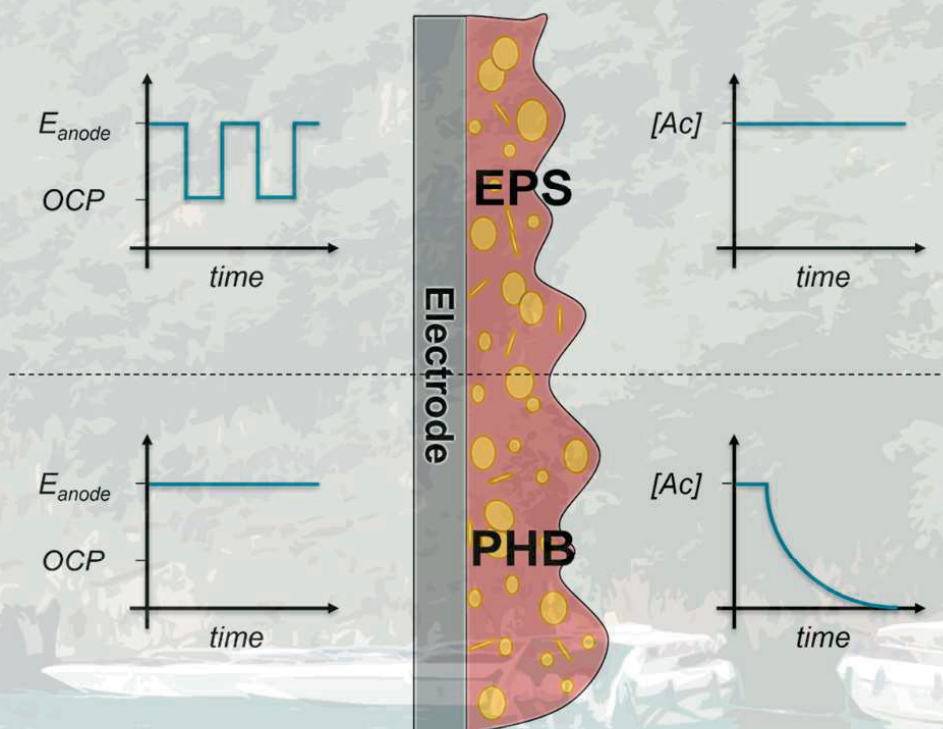 E_anode
OCP
time
EPS
[Ac]
time
Electrode
E_anode
OCP
time
PHB
[Ac]
time